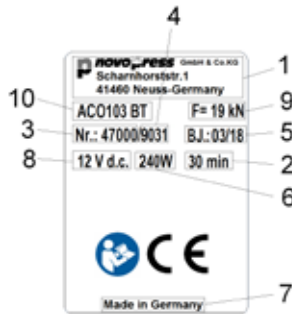 4
novopress GmbH & Co.KG
Scharnhorststr.1
41460 Neuss-Germany
1
10 ACO103 BT F= 19 kN 9
3 Nr.: 47000/9031 BJ.: 03/18 5
8 12 V d.c. 240W 30 min 2
6
CE
Made in Germany
7